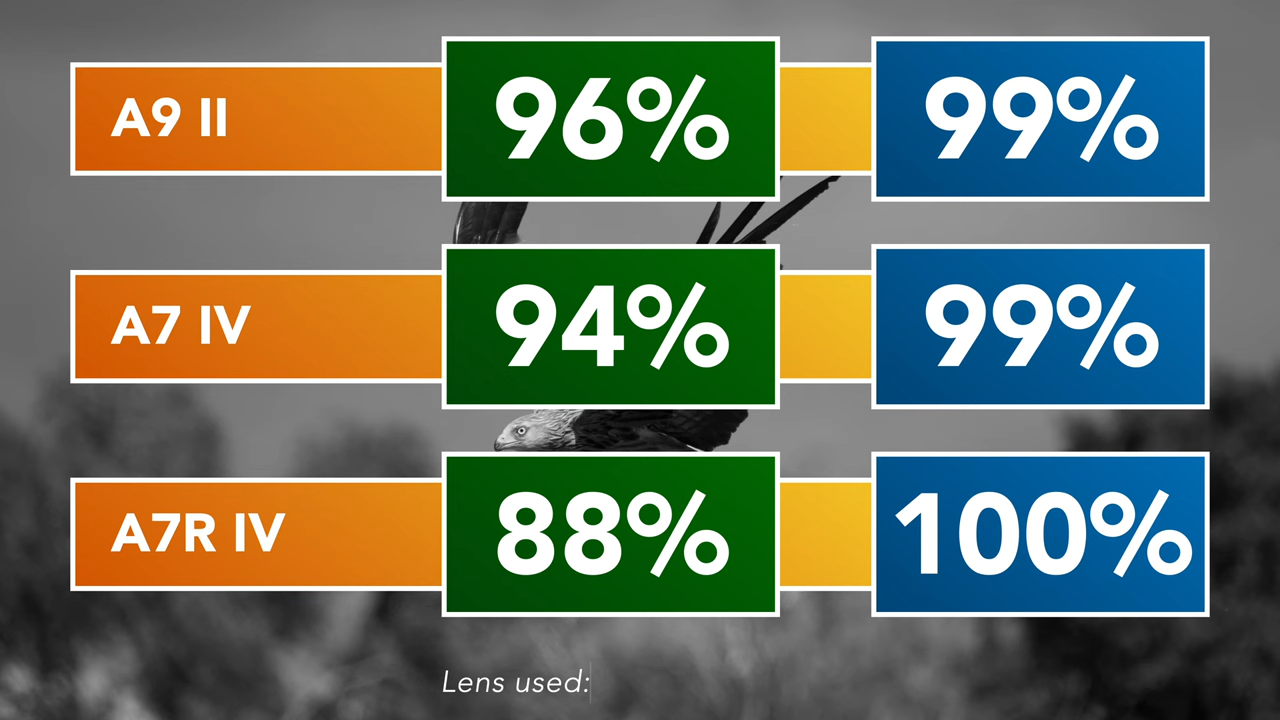 A9 II 96% 99%
A7 IV 94% 99%
A7R IV 88% 100%
Lens used: